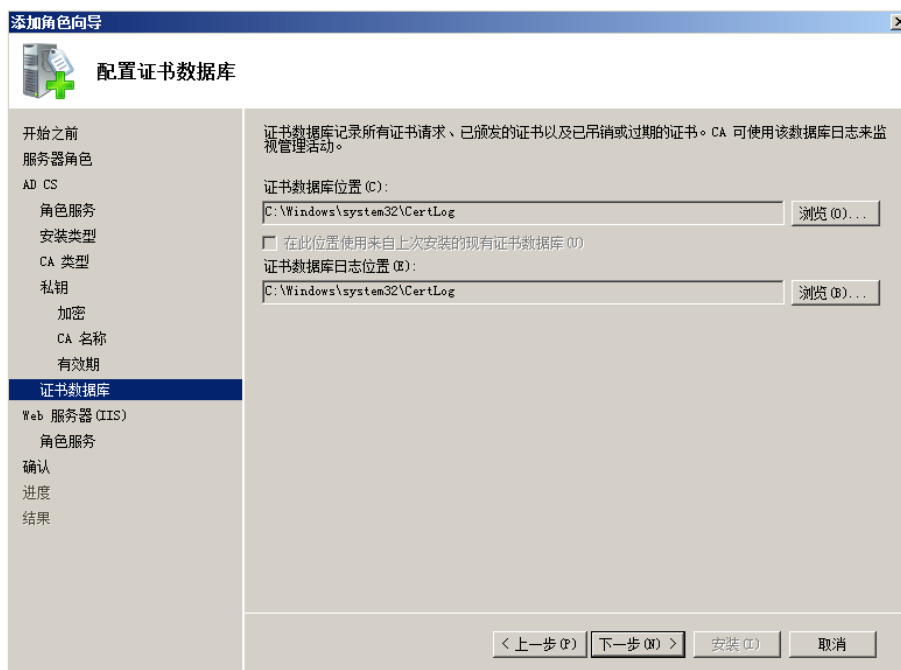 添加角色向导
配置证书数据库
开始之前
服务器角色
AD CS
角色服务
安装类型
CA 类型
私钥
加密
CA 名称
有效期
证书数据库
Web 服务器(IIS)
角色服务
确认
进度
结果
证书数据库记录所有证书请求、已颁发的证书以及已吊销或过期的证书。CA 可使用该数据库日志来监
视管理活动。
证书数据库位置(C):
C:\Windows\system32\CertLog
浏览(O)...
在此位置使用来自上次安装的现有证书数据库(U)
证书数据库日志位置(E):
C:\Windows\system32\CertLog
浏览(B)...
< 上一步(P)
下一步(N) >
安装(I)
取消